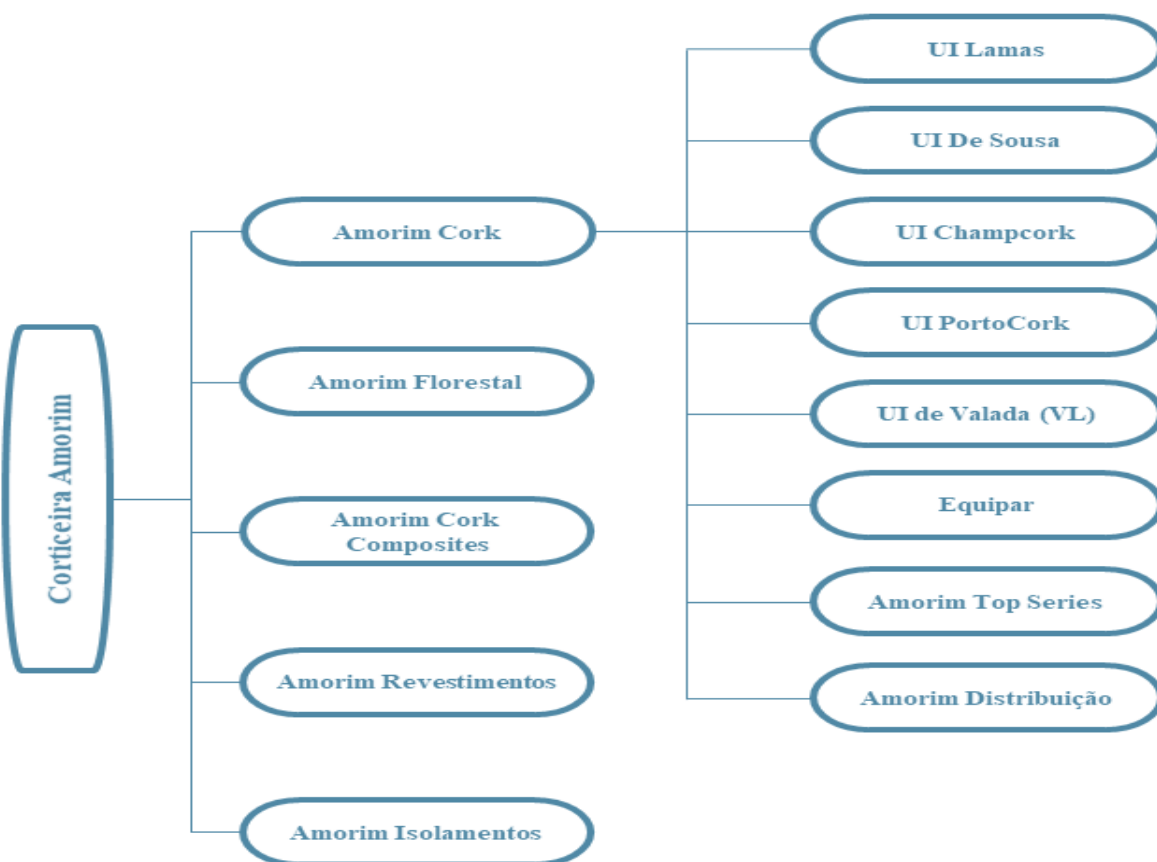 Corticeira Amorim
Amorim Cork
Amorim Florestal
Amorim Cork
Composites
Amorim Revestimentos
Amorim Isolamentos
UI Lamas
UI De Sousa
UI Champcork
UI PortoCork
UI de Valada (VL)
Equipar
Amorim Top Series
Amorim Distribuição